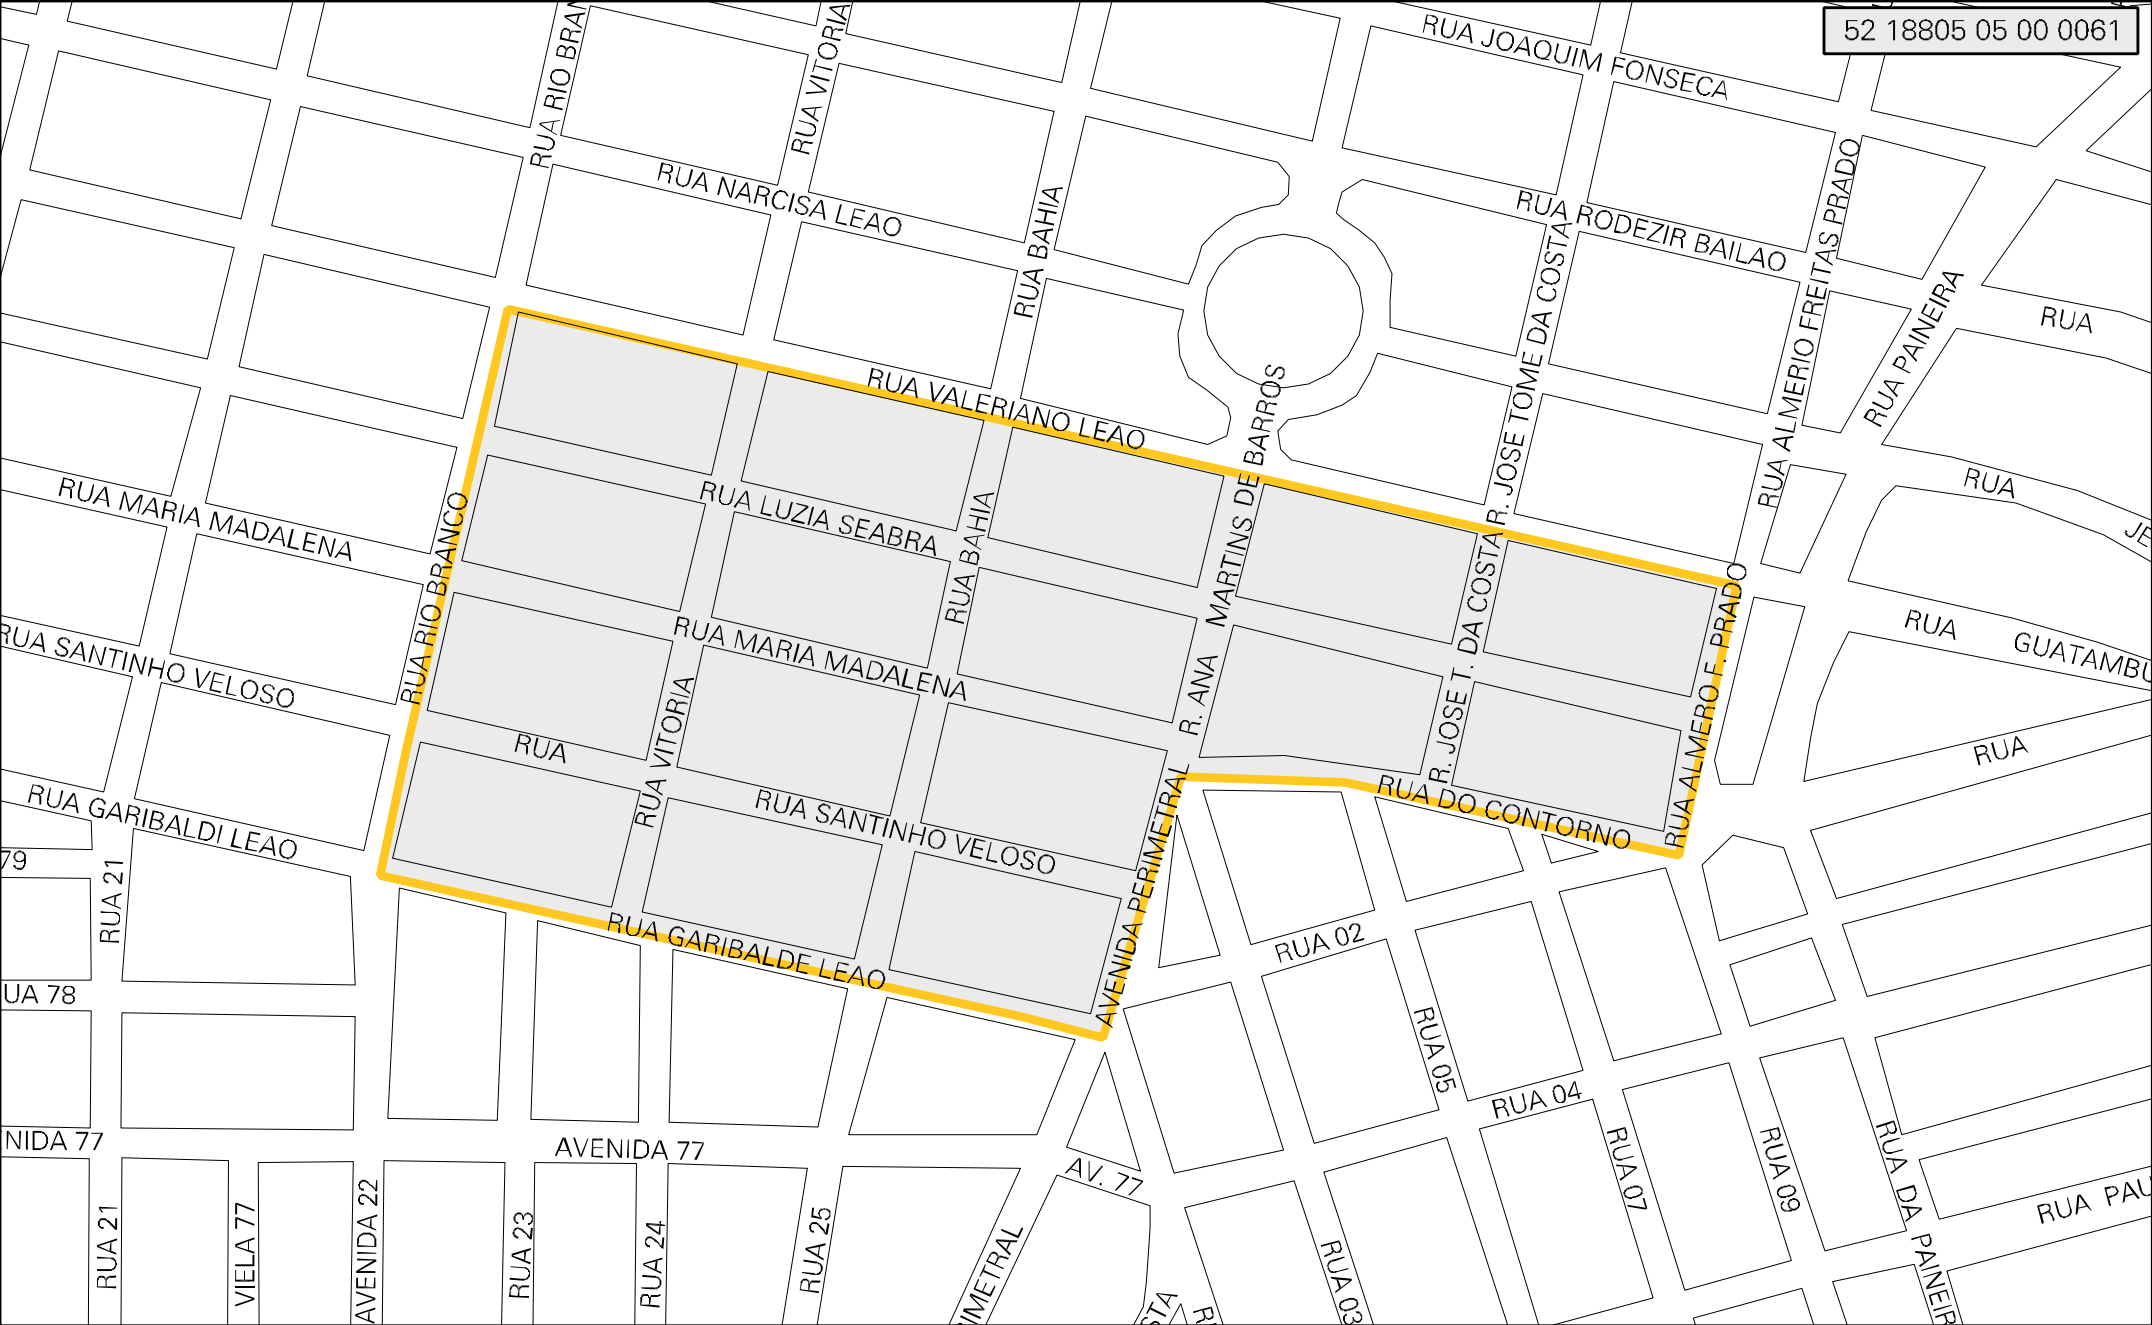 52 18805 05 00 0061
RUA JOAQUIM FONSECA
RUA VITORIA
RUA NARCISA LEAO
RUA BAHIA
RUA RODEZIR BAILAO
RUA ALMERIO FREITAS PRADO
R. JOSE TOME DA COSTA
RUA PAINEIRA
RUA
RUA VALERIANO LEAO
RUA
RUA MARIA MADALENA
RUA RIO BRANCO
RUA LUZIA SEABRA
RUA BAHIA
R. ANA MARTINS DE BARROS
R. JOSE T. DA COSTA
RUA ALMERO F. PRADO
RUA GUATAMBU
RUA SANTINHO VELOSO
RUA MARIA MADALENA
RUA VITORIA
RUA
RUA
RUA SANTINHO VELOSO
RUA DO CONTORNO
RUA GARIBALDI LEAO
79
RUA 21
RUA GARIBALDE LEAO
AVENIDA PERIMETRAL
RUA 02
UA 78
RUA 05
RUA 04
NIDA 77
AVENIDA 77
AV. 77
RUA 07
RUA 09
RUA DA PAINEIR
RUA PAU
RUA 21
VIELA 77
AVENIDA 22
RUA 23
RUA 24
RUA 25
IMETRAL
STA
RUA 03